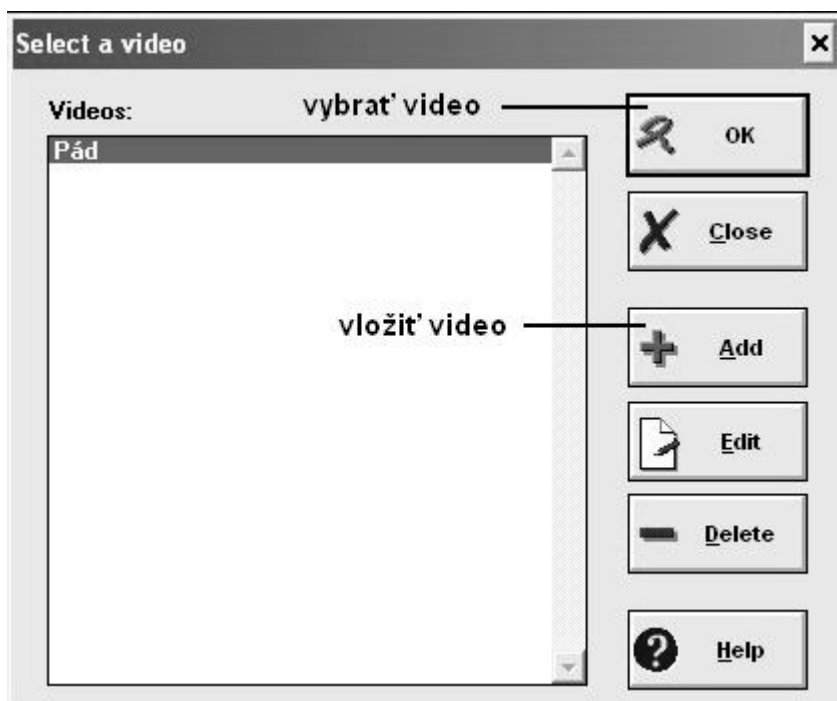 Select a video
Videos:
vybrať video
OK
Pád
Close
vložiť video
Add
Edit
Delete
Help